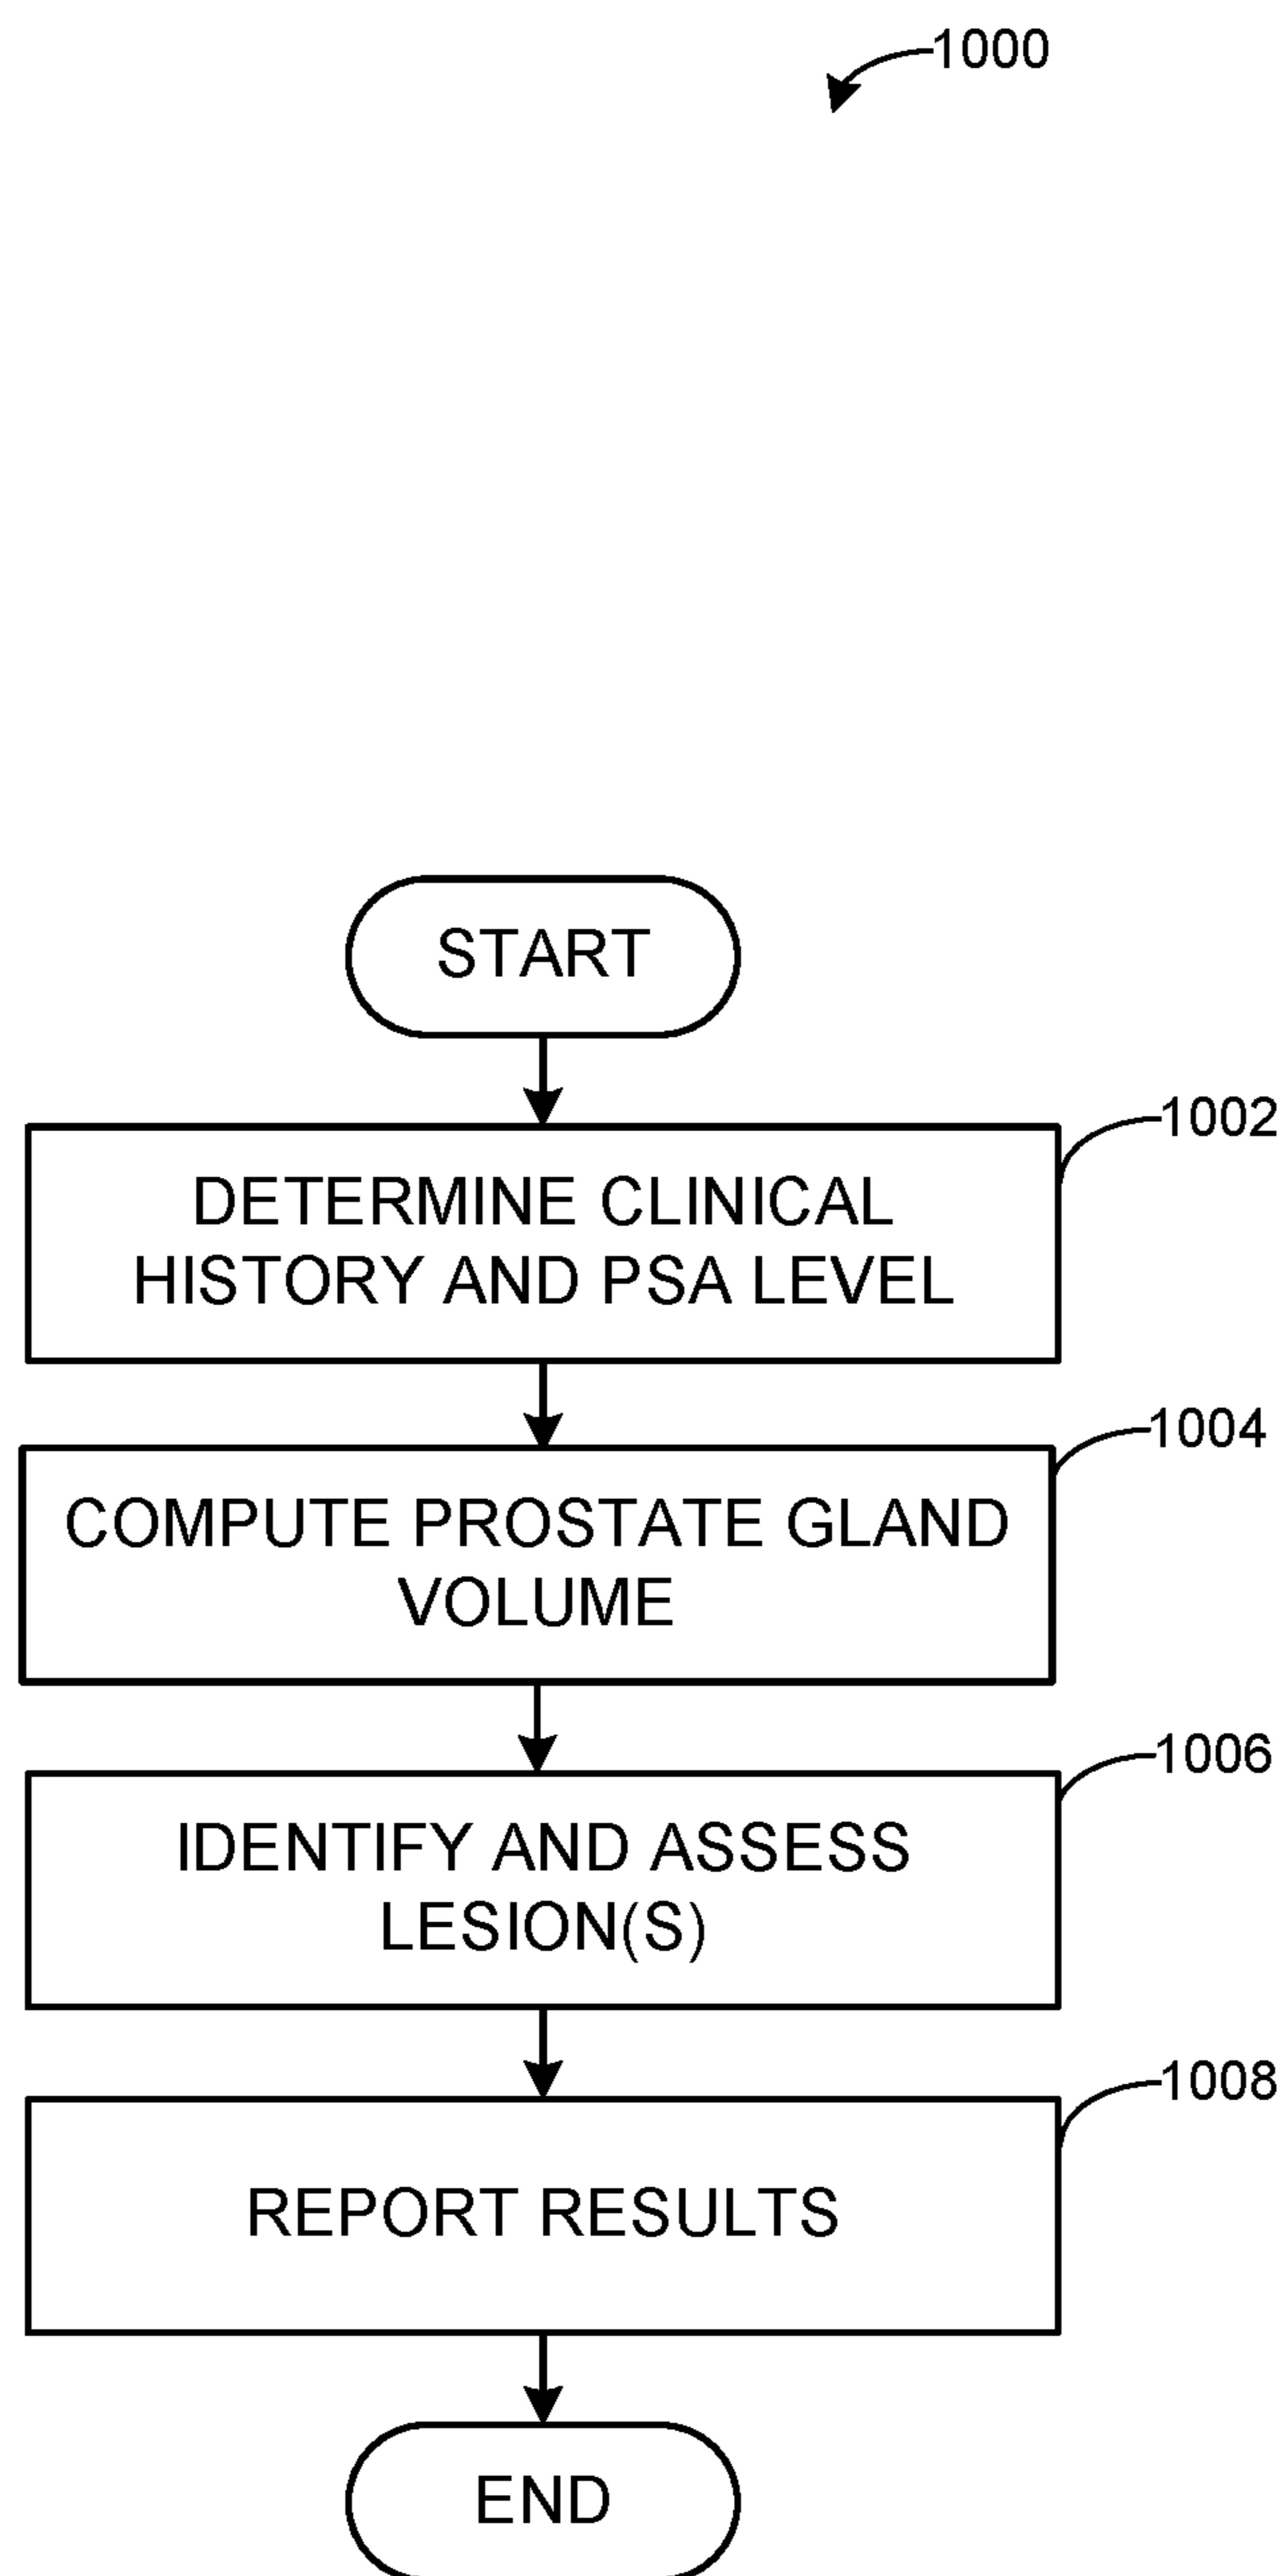 1000
START
1002
DETERMINE CLINICAL
HISTORY AND PSA LEVEL
1004
COMPUTE PROSTATE GLAND
VOLUME
1006
IDENTIFY AND ASSESS
LESION(S)
1008
REPORT RESULTS
END